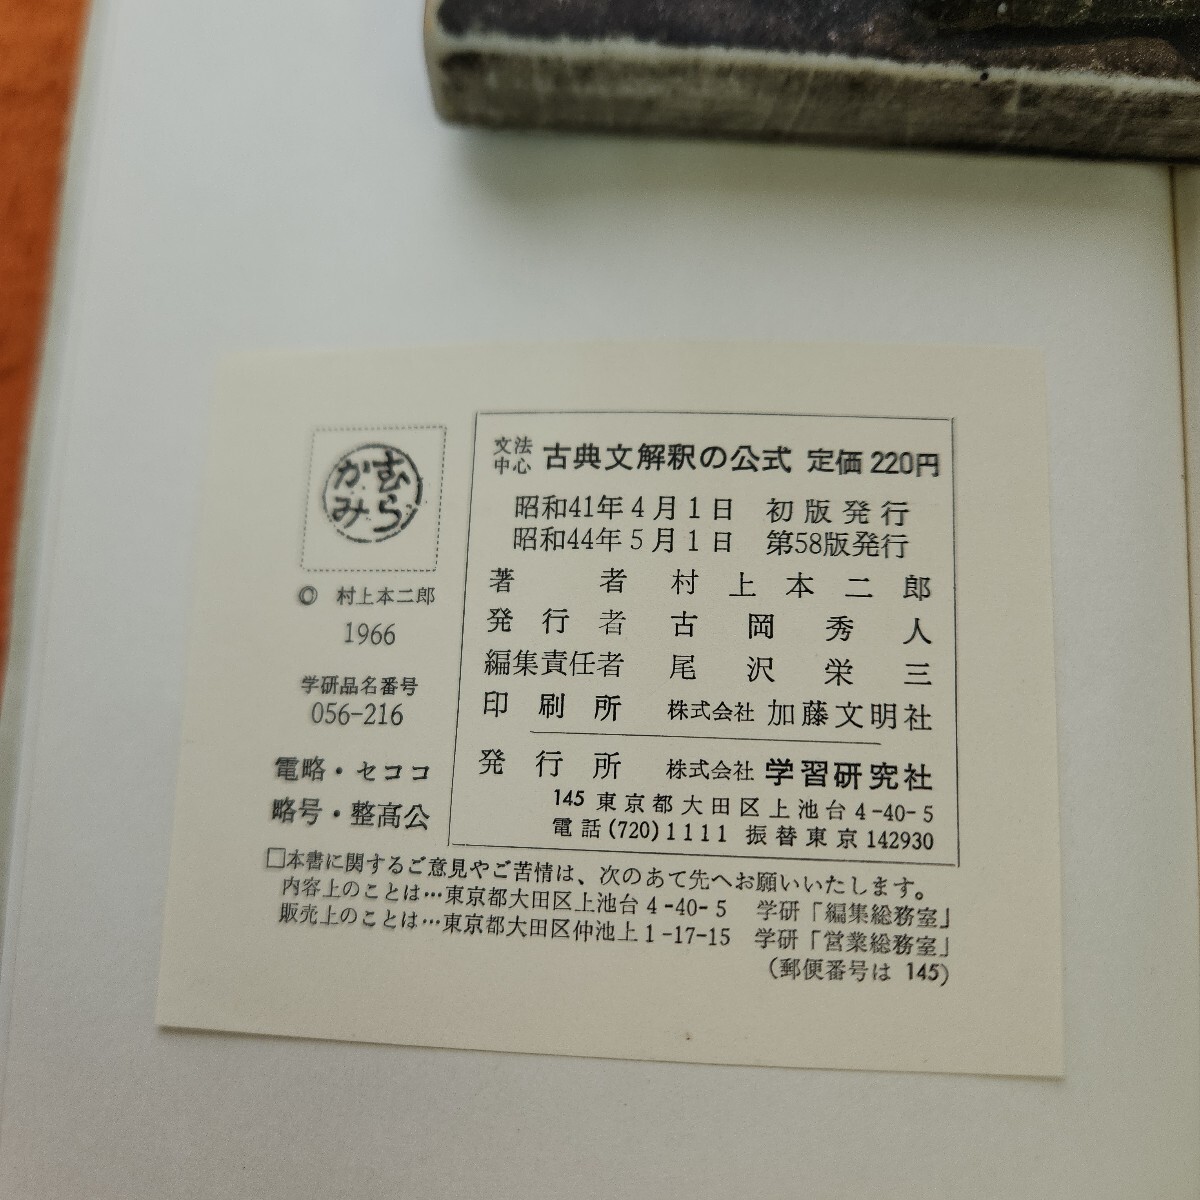 文法中心 古典文解釈の公式 定価 220円
昭和41年4月1日 初版発行
昭和44年5月1日 第58版発行
著者 村上本二郎
発行者 古岡秀人
編集責任者 尾沢栄三
印刷所 株式会社 加藤文明社
発行所 株式会社 学習研究社
145 東京都大田区上池台4-40-5
電話(720)1111 振替東京142930
むらかみ
© 村上本二郎
1966
学研品名番号
056-216
電略・セココ
略号・整高公
□本書に関するご意見やご苦情は、次のあて先へお願いいたします。
内容上のことは…東京都大田区上池台4-40-5 学研「編集総務室」
販売上のことは…東京都大田区仲池上1-17-15 学研「営業総務室」
(郵便番号は 145)